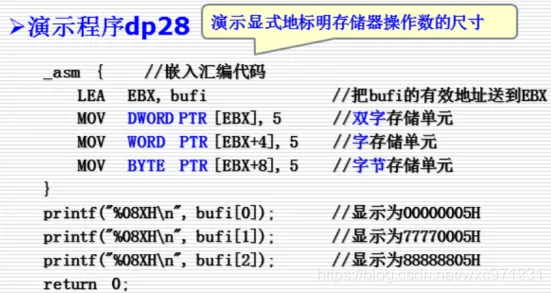 演示程序dp28
演示显式地标明存储器操作数的尺寸
_asm { //嵌入汇编代码
LEA EBX, bufi //把bufi的有效地址送到EBX
MOV DWORD PTR [EBX], 5 //双字存储单元
MOV WORD PTR [EBX+4], 5 //字存储单元
MOV BYTE PTR [EBX+8], 5 //字节存储单元
}
printf("%08XH\n", bufi[0]); //显示为00000005H
printf("%08XH\n", bufi[1]); //显示为77770005H
printf("%08XH\n", bufi[2]); //显示为88888805H
return 0;
https://blog.csdn.net/wxc971231